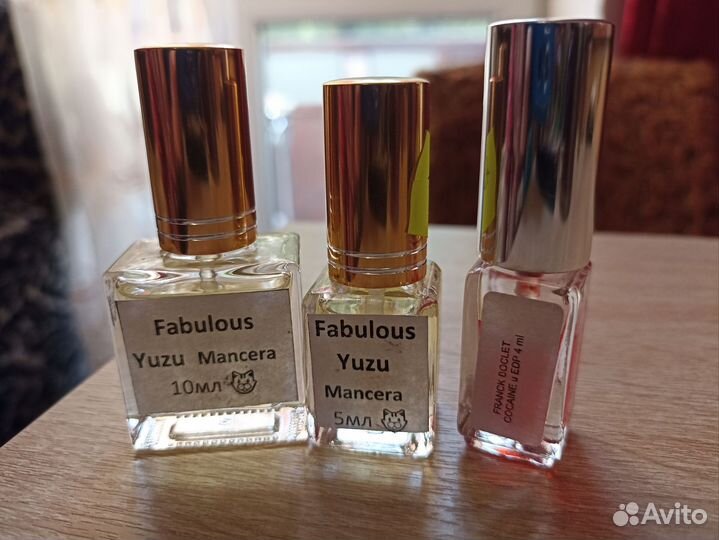 Fabulous
Yuzu Mancera
10мл
Fabulous
Yuzu
Mancera
5мл
FRANCK BOCLET
COCAINE u EDP 4 ml
Avito